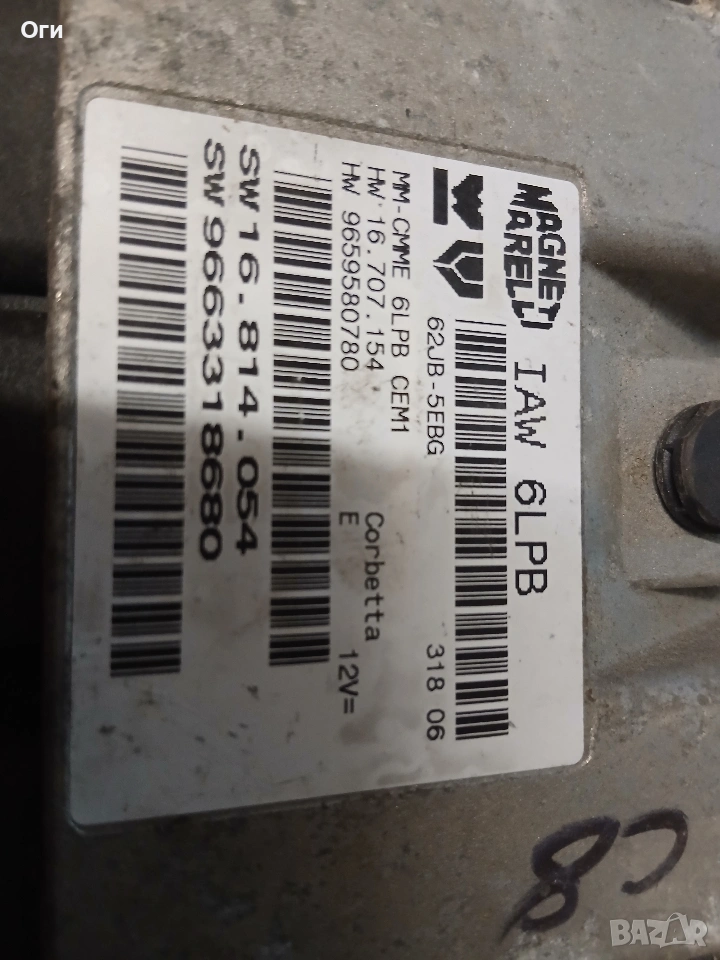 Оги
MAGNETI
MARELLI
IAW 6LPB
62JB-5EBG 318 06
MM-CMME 6LPB CEM1
HW 16.707.154 Corbetta
HW 9659580780 E 12V=
SW 16.814.054
SW 9663318680
C8
BAZAR